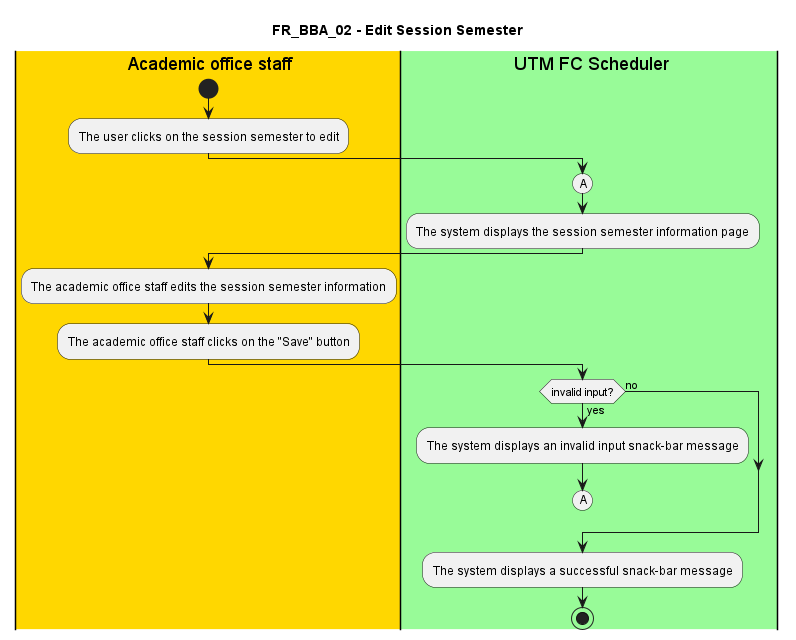 FR_BBA_02 - Edit Session Semester
Academic office staff
UTM FC Scheduler
The user clicks on the session semester to edit
A
The system displays the session semester information page
The academic office staff edits the session semester information
The academic office staff clicks on the "Save" button
invalid input?
no
yes
The system displays an invalid input snack-bar message
A
The system displays a successful snack-bar message